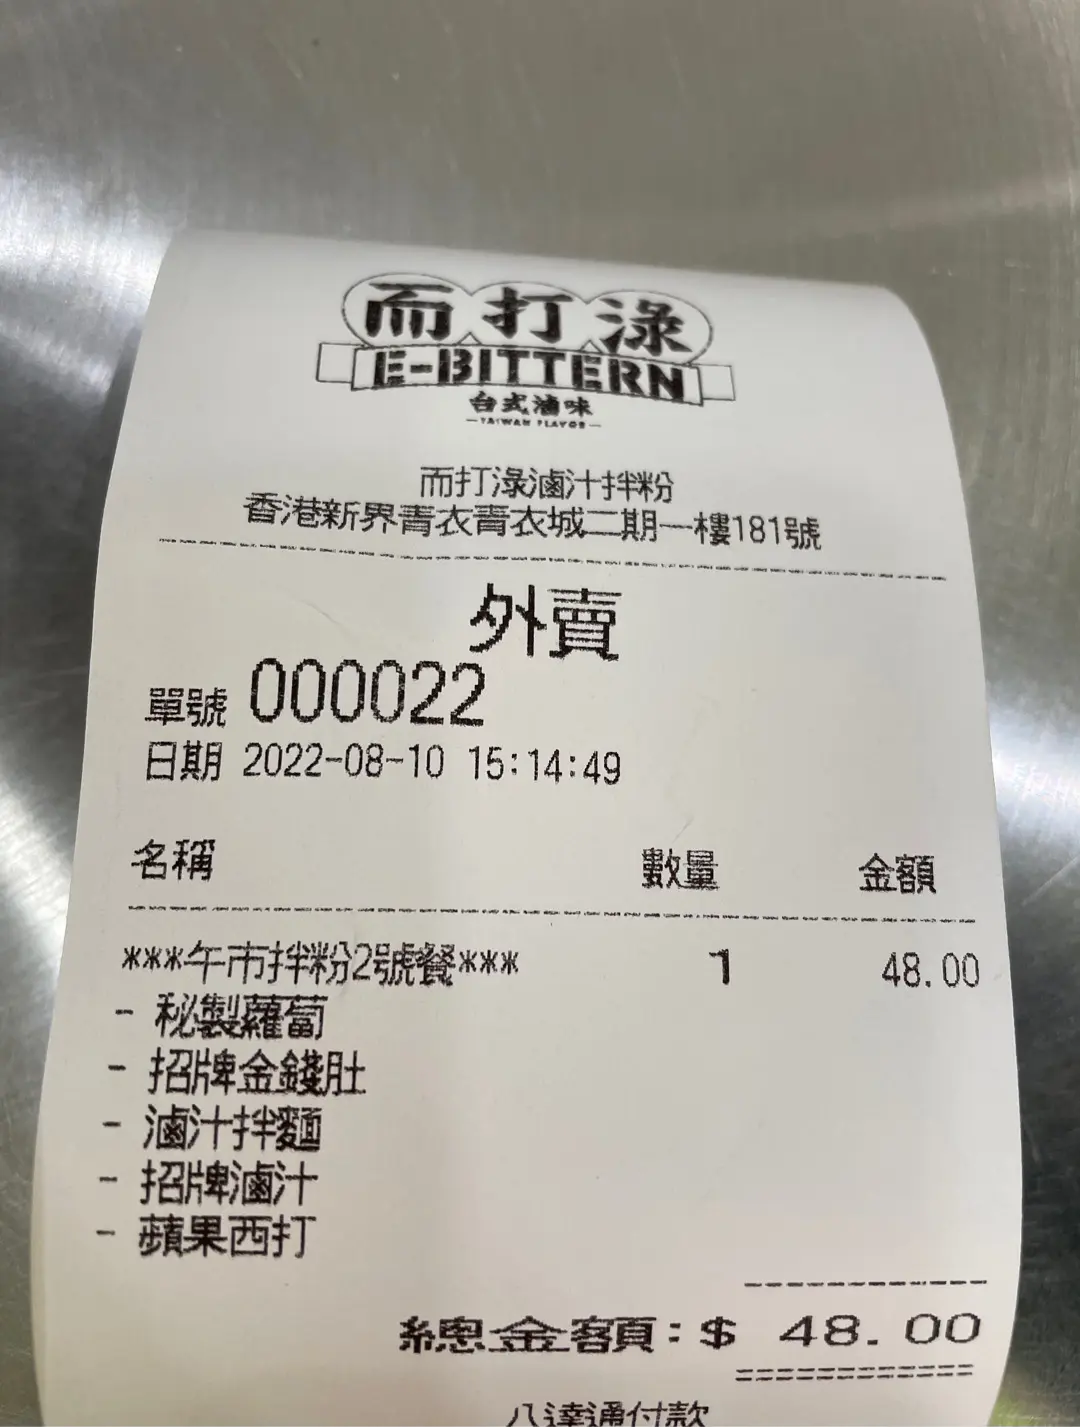 而打淥
E-BITTERN
台式滷味
TAIWAN FLAVOR
而打淥滷汁拌粉
香港新界青衣青衣城二期一樓181號
外賣
單號 000022
日期 2022-08-10 15:14:49
名稱 數量 金額
***午市拌粉2號餐*** 1 48.00
- 秘製蘿蔔
- 招牌金錢肚
- 滷汁拌麵
- 招牌滷汁
- 蘋果西打
總金額:$ 48.00
八達通付款